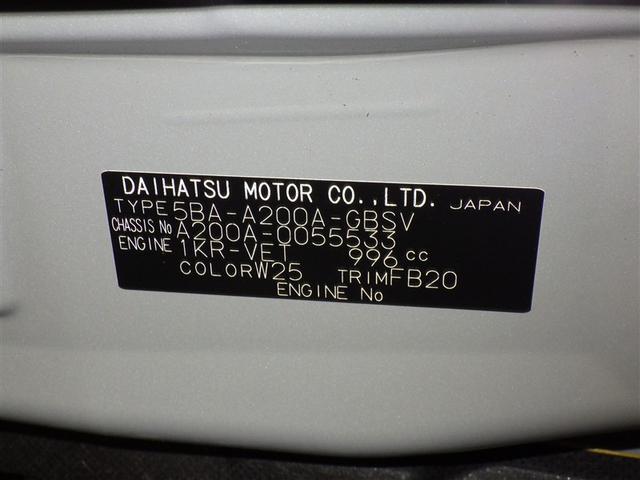 DAIHATSU MOTOR CO.,LTD. JAPAN
TYPE 5BA-A200A-GBSV
CHASSIS No A200A-0055533
ENGINE 1KR-VET 996 cc
COLOR W25 TRIM FB20
ENGINE No